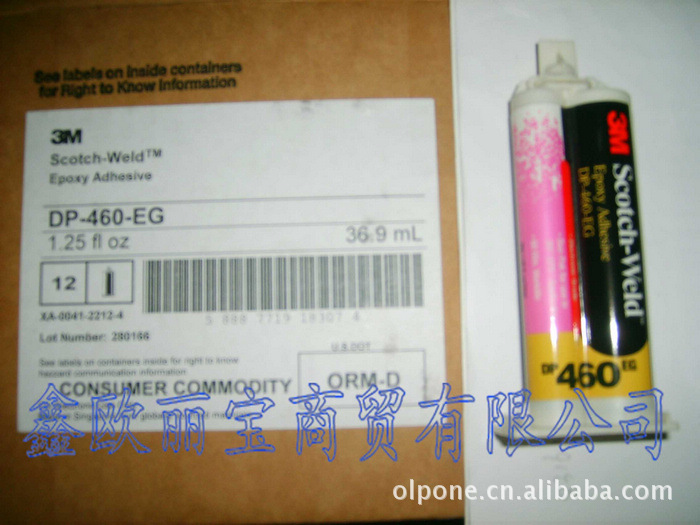 See labels on inside containers
for Right to Know Information
3M
Scotch-Weld™
Epoxy Adhesive
DP-460-EG
1.25 fl oz 36.9 mL
12
XA-0041-2212-4
Lot Number: 280166
U.S. DOT
See labels on containers inside for right to know
hazard communication information
CONSUMER COMMODITY
ORM-D
3M Scotch-Weld™
Epoxy Adhesive
DP-460-EG
DP 460 EG
鑫欧丽宝商贸有限公司
olpone.cn.alibaba.com